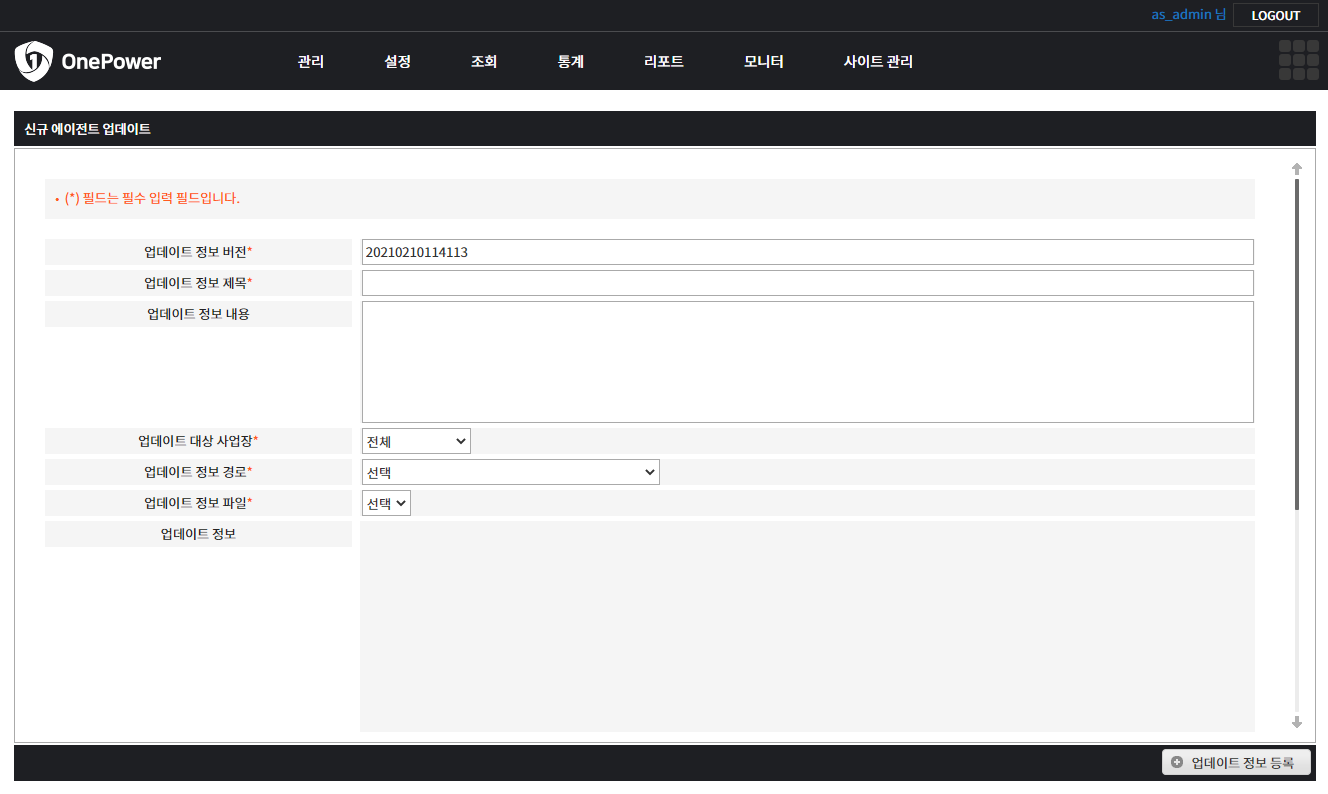 as_admin 님 LOGOUT
1 OnePower 관리 설정 조회 통계 리포트 모니터 사이트 관리
신규 에이전트 업데이트
• (*) 필드는 필수 입력 필드입니다.
업데이트 정보 버전* 20210210114113
업데이트 정보 제목*
업데이트 정보 내용
업데이트 대상 사업장* 전체
업데이트 정보 경로* 선택
업데이트 정보 파일* 선택
업데이트 정보
업데이트 정보 등록